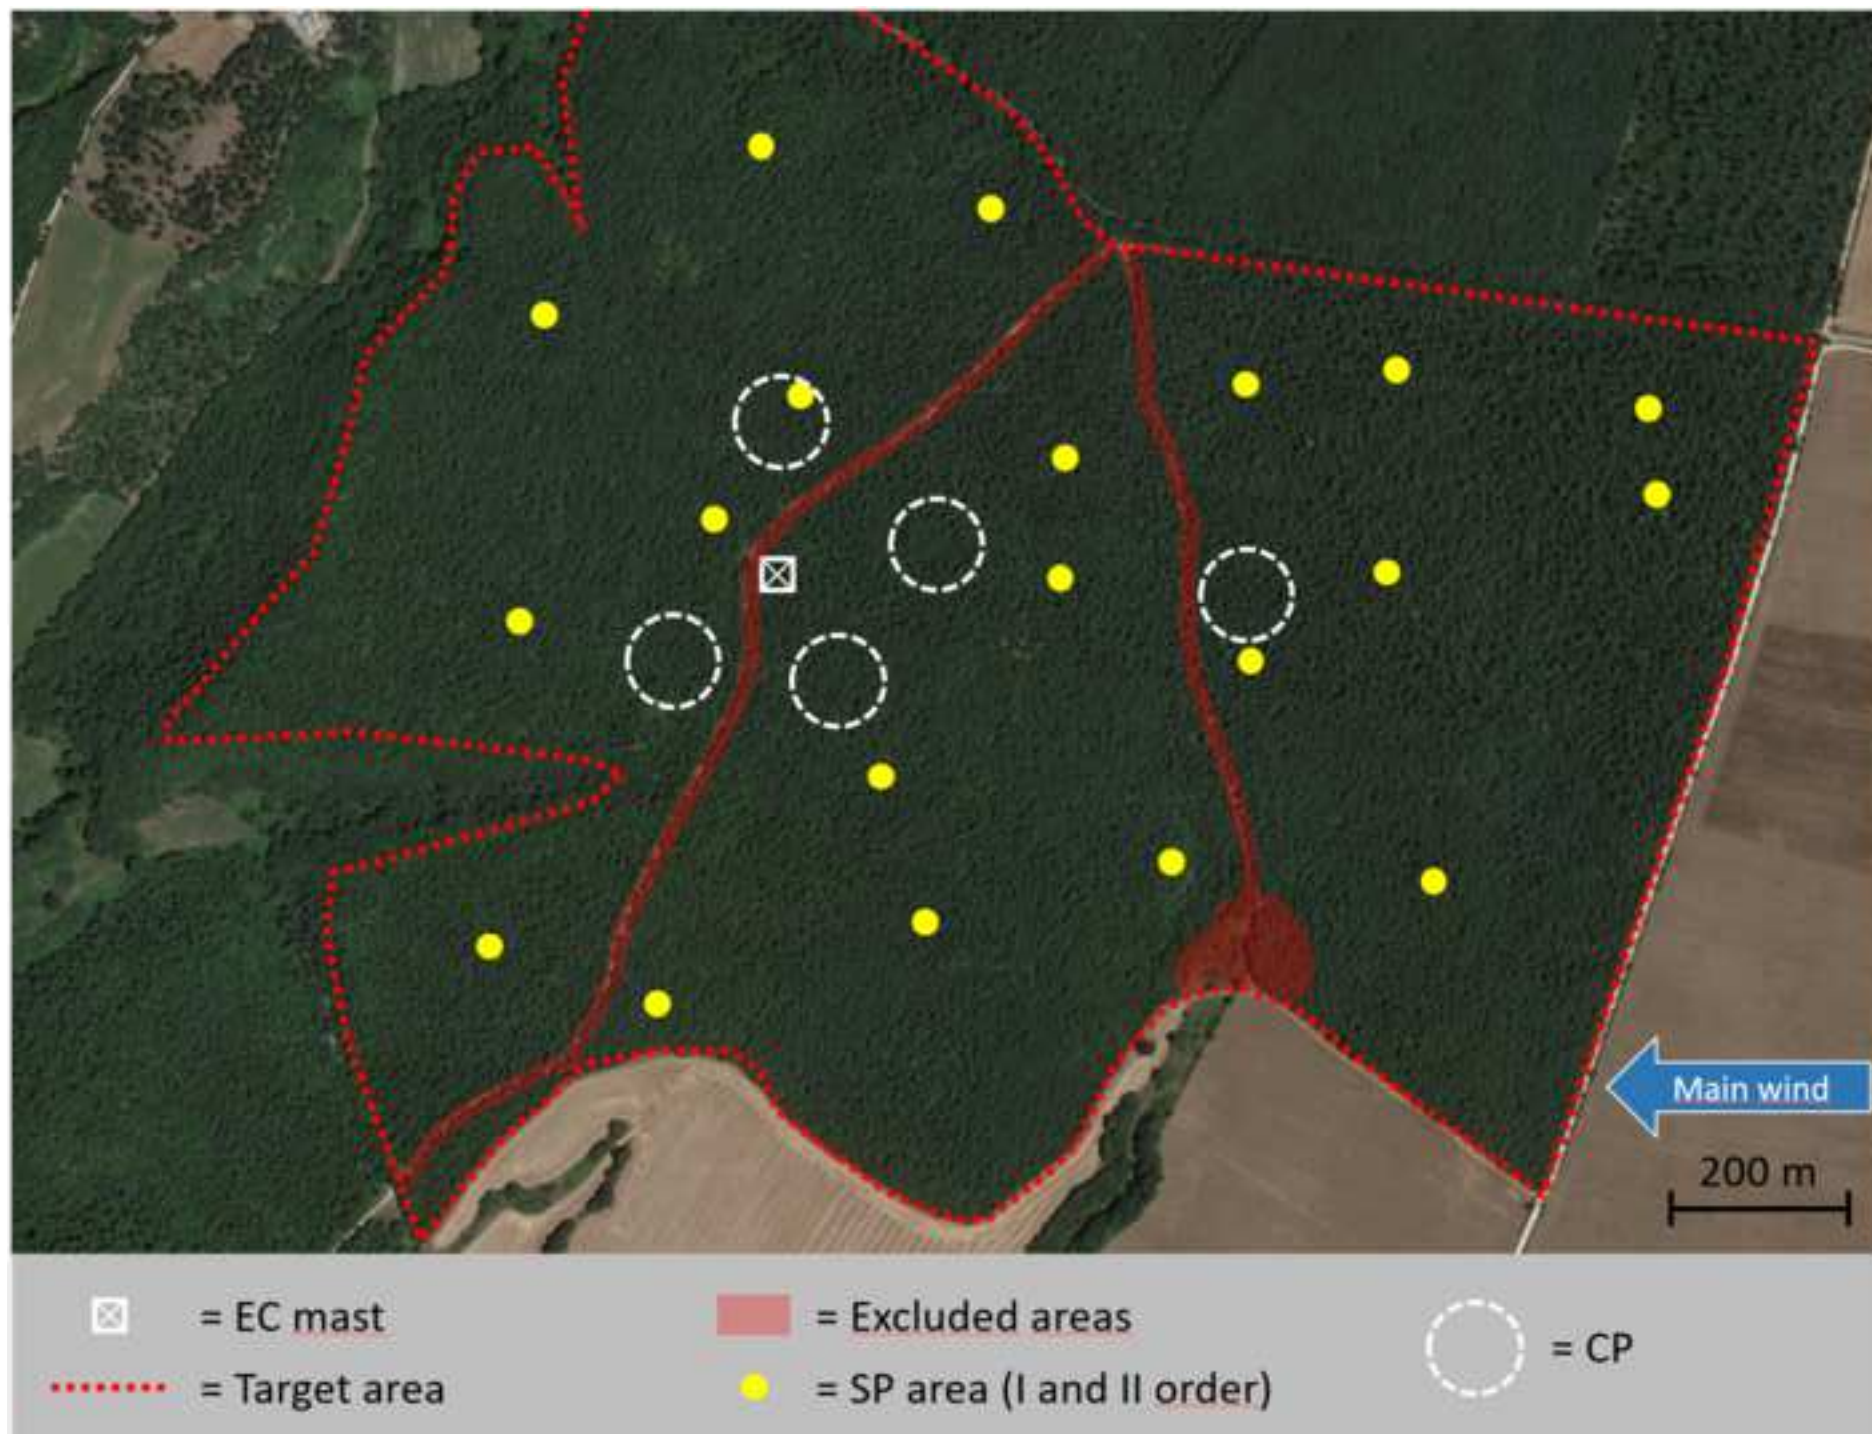 Main wind
200 m
= EC mast
= Excluded areas
= CP
= Target area
= SP area (I and II order)